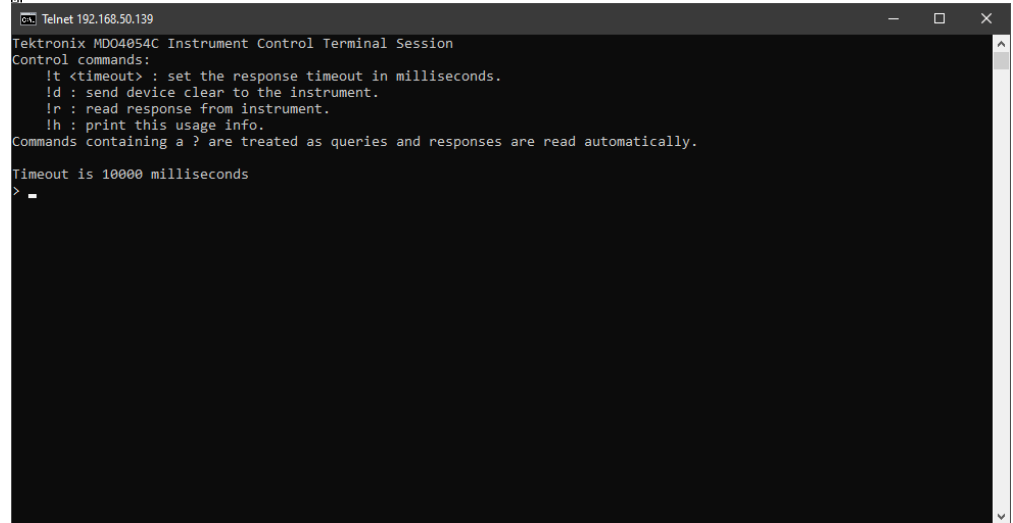 Telnet 192.168.50.139
Tektronix MDO4054C Instrument Control Terminal Session
Control commands:
!t <timeout> : set the response timeout in milliseconds.
!d : send device clear to the instrument.
!r : read response from instrument.
!h : print this usage info.
Commands containing a ? are treated as queries and responses are read automatically.
Timeout is 10000 milliseconds
>